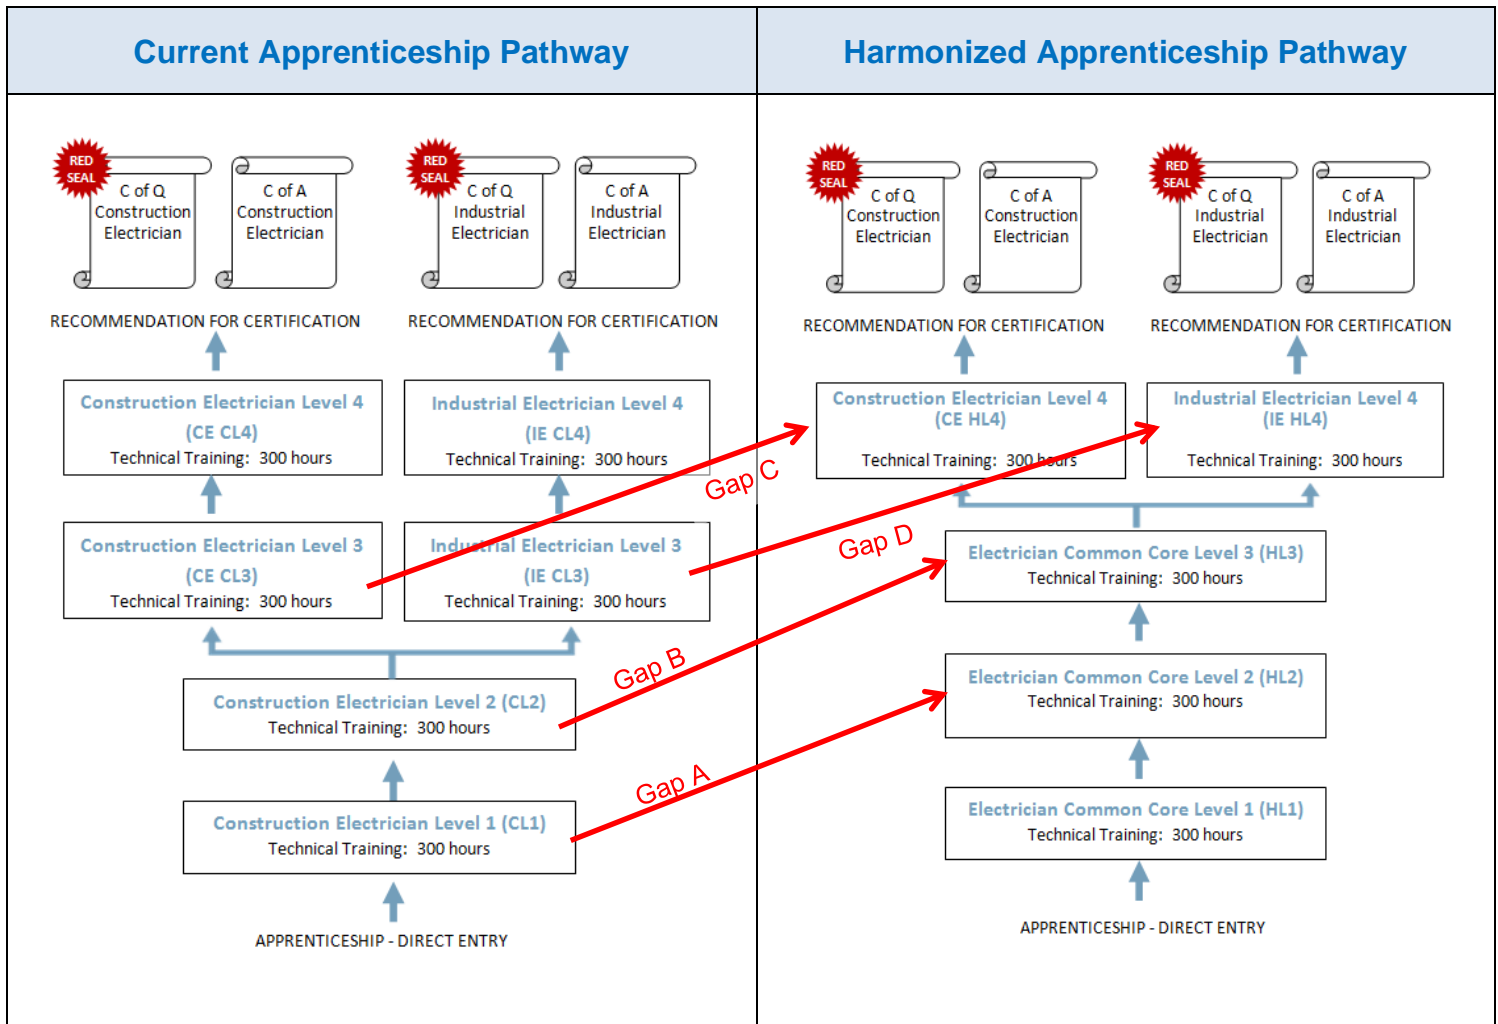 Current Apprenticeship Pathway
RED
SEAL
C of Q
Construction
Electrician
C of A
Construction
Electrician
RED
SEAL
C of Q
Industrial
Electrician
C of A
Industrial
Electrician
RECOMMENDATION FOR CERTIFICATION
RECOMMENDATION FOR CERTIFICATION
Construction Electrician Level 4
(CE CL4)
Technical Training: 300 hours
Industrial Electrician Level 4
(IE CL4)
Technical Training: 300 hours
Construction Electrician Level 3
(CE CL3)
Technical Training: 300 hours
Industrial Electrician Level 3
(IE CL3)
Technical Training: 300 hours
Construction Electrician Level 2 (CL2)
Technical Training: 300 hours
Construction Electrician Level 1 (CL1)
Technical Training: 300 hours
APPRENTICESHIP - DIRECT ENTRY
Gap C
Gap D
Gap B
Gap A
Harmonized Apprenticeship Pathway
RED
SEAL
C of Q
Construction
Electrician
C of A
Construction
Electrician
RED
SEAL
C of Q
Industrial
Electrician
C of A
Industrial
Electrician
RECOMMENDATION FOR CERTIFICATION
RECOMMENDATION FOR CERTIFICATION
Construction Electrician Level 4
(CE HL4)
Technical Training: 300 hours
Industrial Electrician Level 4
(IE HL4)
Technical Training: 300 hours
Electrician Common Core Level 3 (HL3)
Technical Training: 300 hours
Electrician Common Core Level 2 (HL2)
Technical Training: 300 hours
Electrician Common Core Level 1 (HL1)
Technical Training: 300 hours
APPRENTICESHIP - DIRECT ENTRY